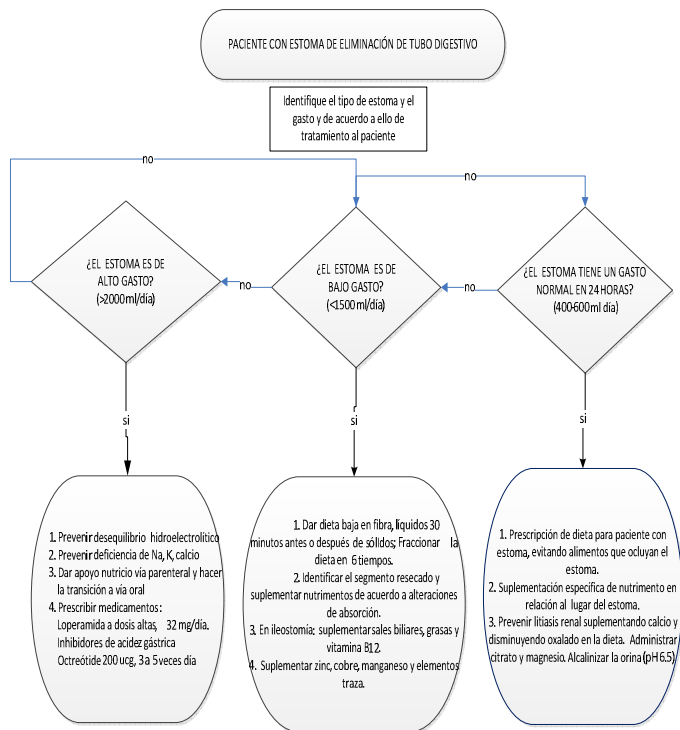 PACIENTE CON ESTOMA DE ELIMINACIÓN DE TUBO DIGESTIVO
Identifique el tipo de estoma y el
gasto y de acuerdo a ello de
tratamiento al paciente
no
no
¿EL ESTOMA ES DE
ALTO GASTO?
(>2000 ml/día)
no
¿EL ESTOMA ES DE
BAJO GASTO?
(<1500 ml/día)
no
¿EL ESTOMA TIENE UN GASTO
NORMAL EN 24 HORAS?
(400-600 ml día)
si
si
si
1. Prevenir desequilibrio hidroelectrolítico
2. Prevenir deficiencia de Na, K, calcio
3. Dar apoyo nutricio vía parenteral y hacer
la transición a vía oral
4. Prescribir medicamentos:
Loperamida a dosis altas, 32 mg/día.
Inhibidores de acidez gástrica
Octreótide 200 ucg, 3 a 5 veces día
1. Dar dieta baja en fibra, líquidos 30
minutos antes o después de sólidos; Fraccionar la
dieta en 6 tiempos.
2. Identificar el segmento resecado y
suplementar nutrimentos de acuerdo a alteraciones
de absorción.
3. En ileostomía: suplementar sales biliares, grasas y
vitamina B12.
4. Suplementar zinc, cobre, manganeso y elementos
traza.
1. Prescripción de dieta para paciente con
estoma, evitando alimentos que ocluyan el
estoma.
2. Suplementación específica de nutrimento en
relación al lugar del estoma.
3. Prevenir litiasis renal suplementando calcio y
disminuyendo oxalado en la dieta. Administrar
citrato y magnesio. Alcalinizar la orina (pH 6.5)